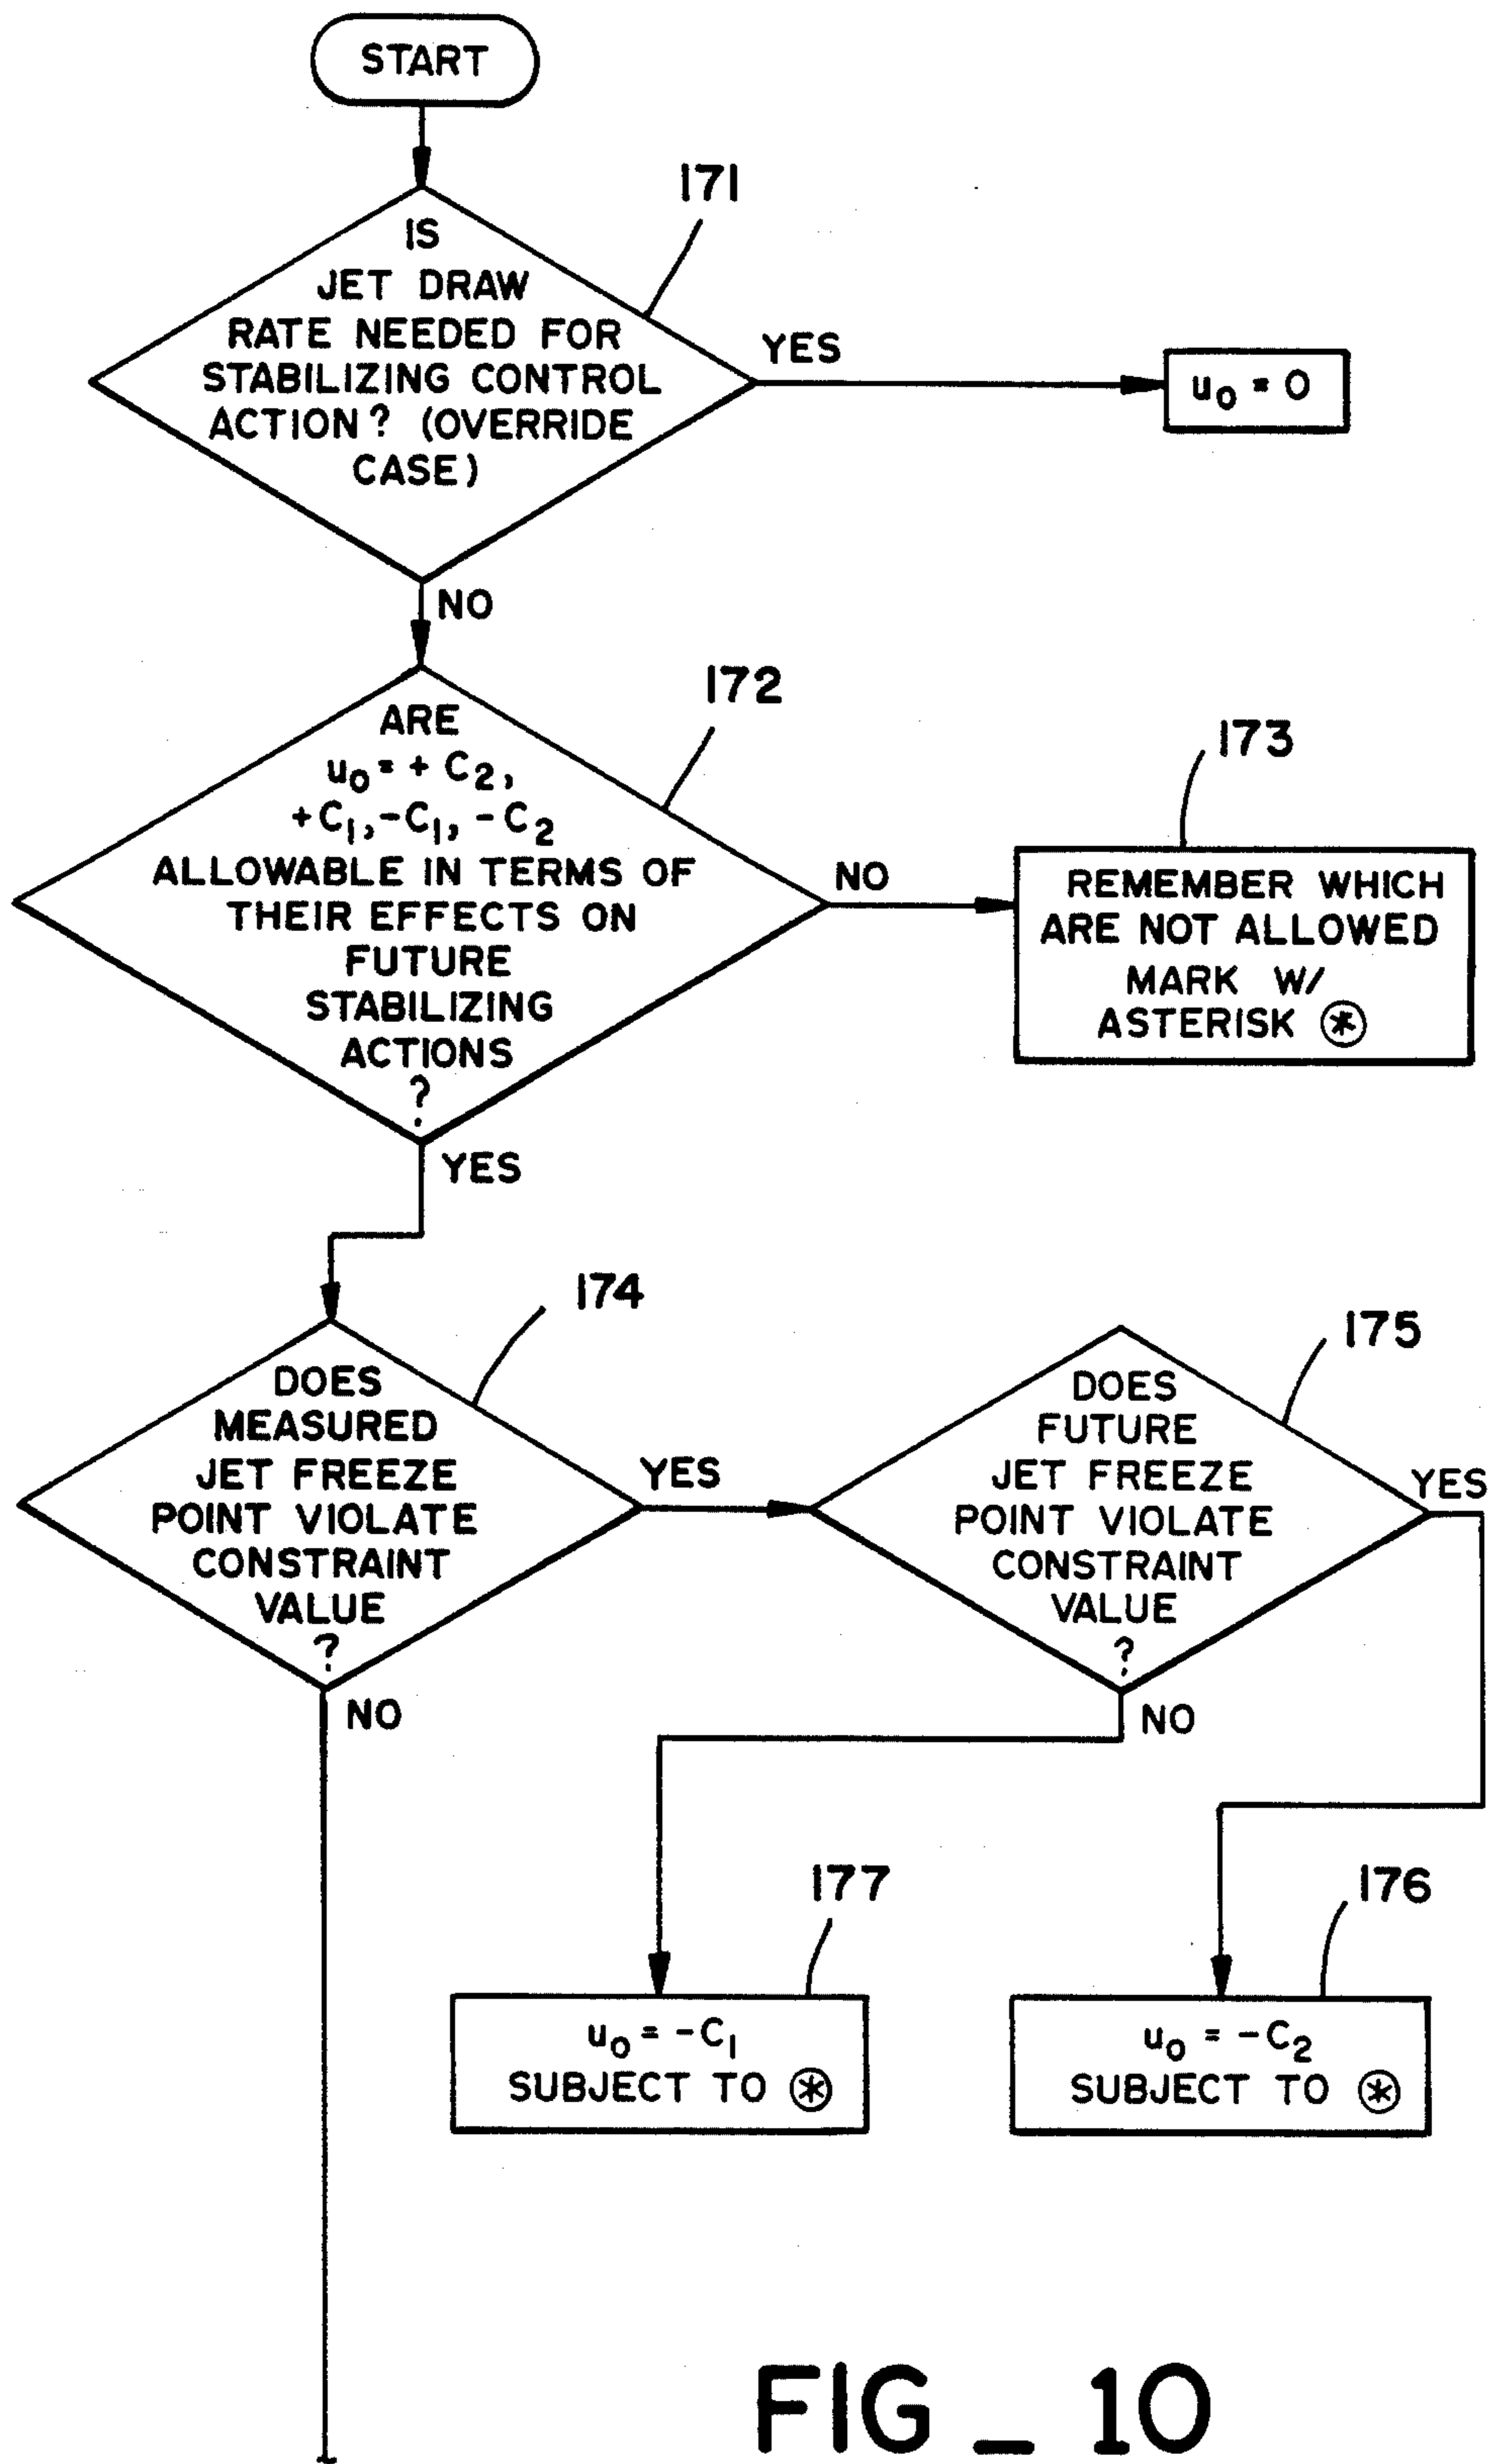 START
171
IS
JET DRAW
RATE NEEDED FOR
STABILIZING CONTROL
ACTION? (OVERRIDE
CASE)
YES
u₀ = 0
NO
172
ARE
u₀ = + C₂,
+C₁, -C₁, -C₂
ALLOWABLE IN TERMS OF
THEIR EFFECTS ON
FUTURE
STABILIZING
ACTIONS
?
NO
173
REMEMBER WHICH
ARE NOT ALLOWED
MARK W/
ASTERISK ⊛
YES
174
DOES
MEASURED
JET FREEZE
POINT VIOLATE
CONSTRAINT
VALUE
?
YES
175
DOES
FUTURE
JET FREEZE
POINT VIOLATE
CONSTRAINT
VALUE
?
YES
NO
NO
177
u₀ = -C₁
SUBJECT TO ⊛
176
u₀ = -C₂
SUBJECT TO ⊛
FIG_10